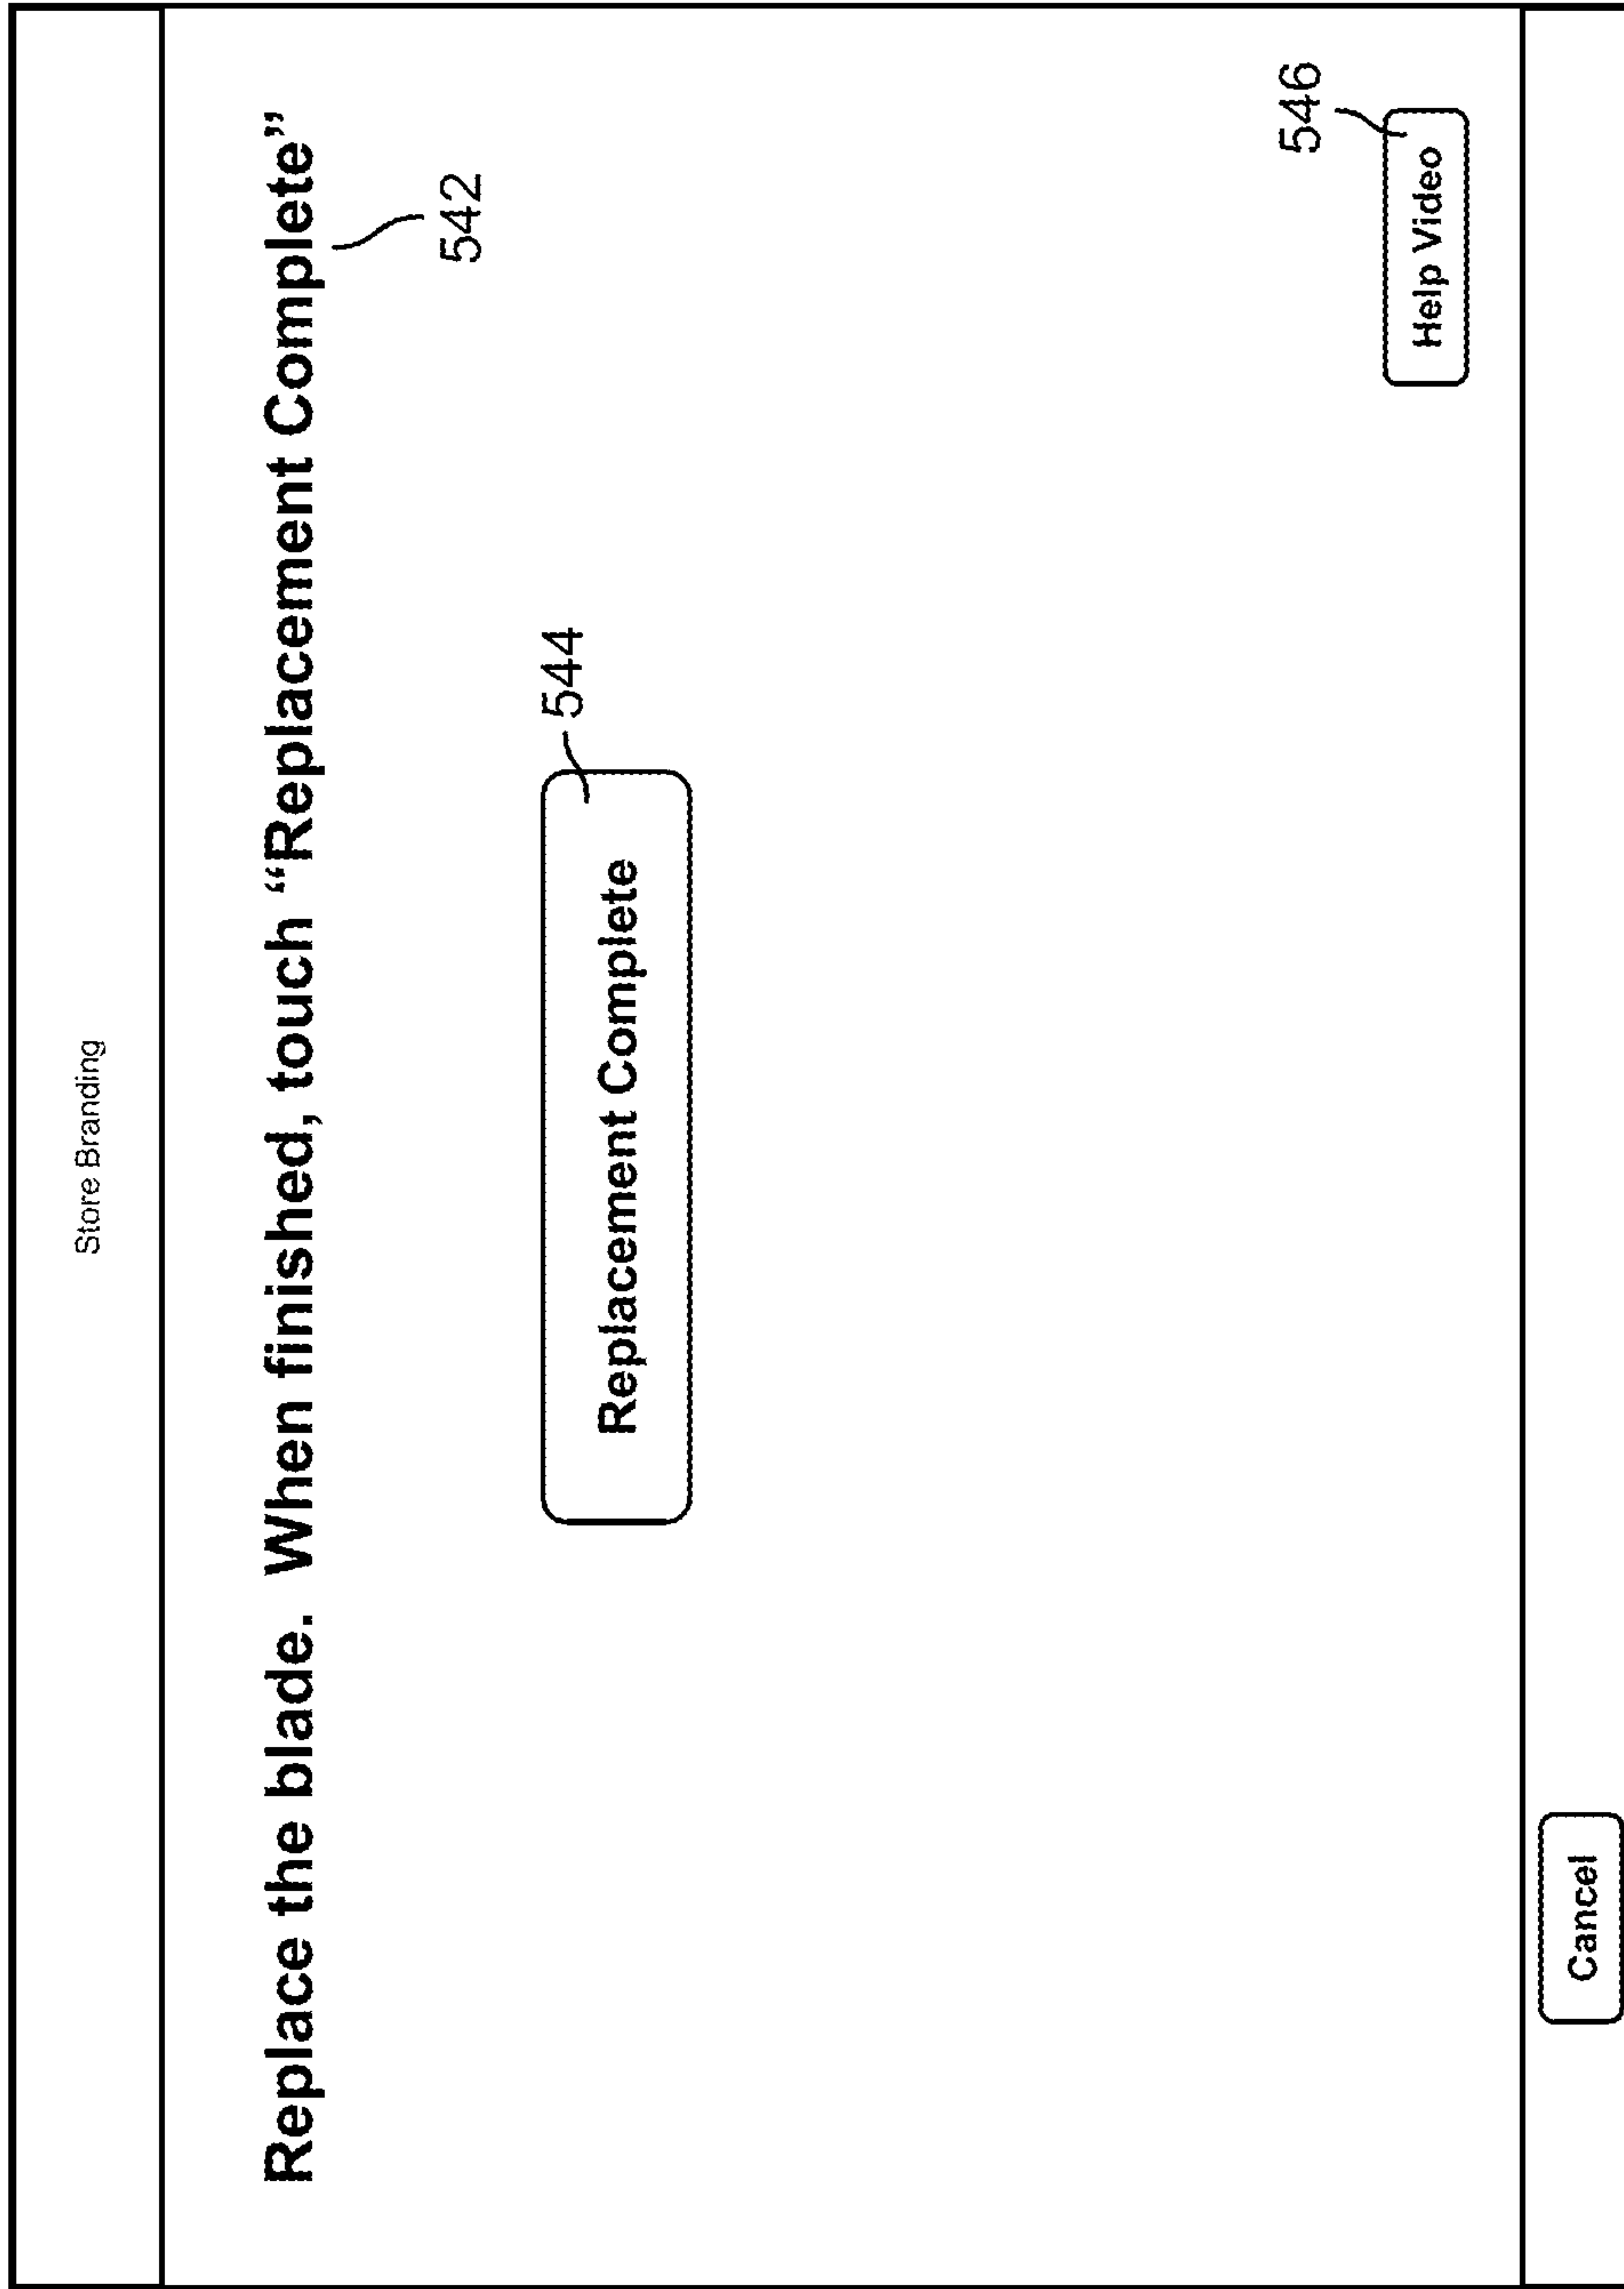 Store Branding
Replace the blade.  When finished, touch “Replacement Complete”
542
544
Replacement Complete
546
Help Video
Cancel